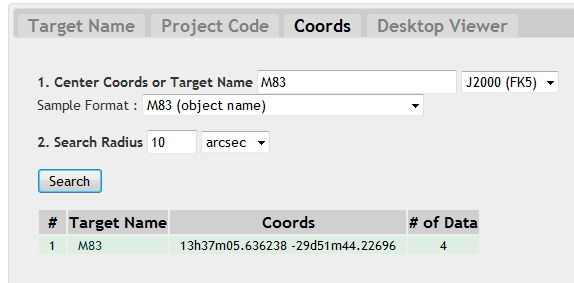 Target Name Project Code Coords Desktop Viewer
1. Center Coords or Target Name M83 J2000 (FK5)
Sample Format : M83 (object name)
2. Search Radius 10 arcsec
Search
# Target Name Coords # of Data
1 M83 13h37m05.636238 -29d51m44.22696 4